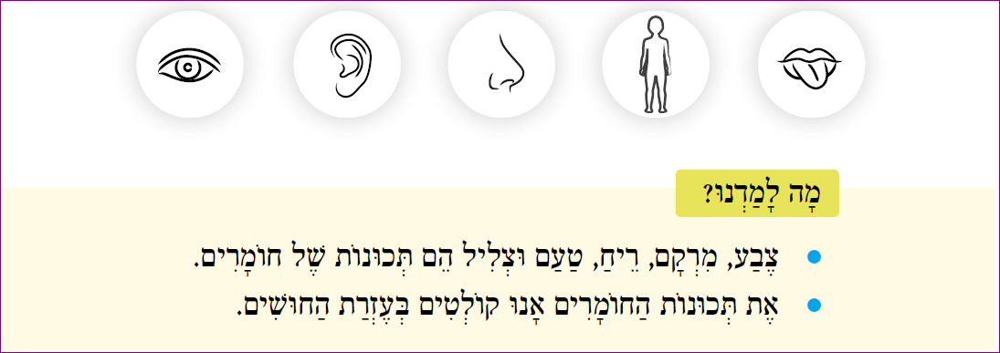 מָה לָמַדְנוּ?
צֶבַע, מִרְקָם, רֵיחַ, טַעַם וּצְלִיל הֵם תְּכוּנוֹת שֶׁל חוֹמָרִים.
אֶת תְּכוּנוֹת הַחוֹמָרִים אָנוּ קוֹלְטִים בְּעֶזְרַת הַחוּשִׁים.